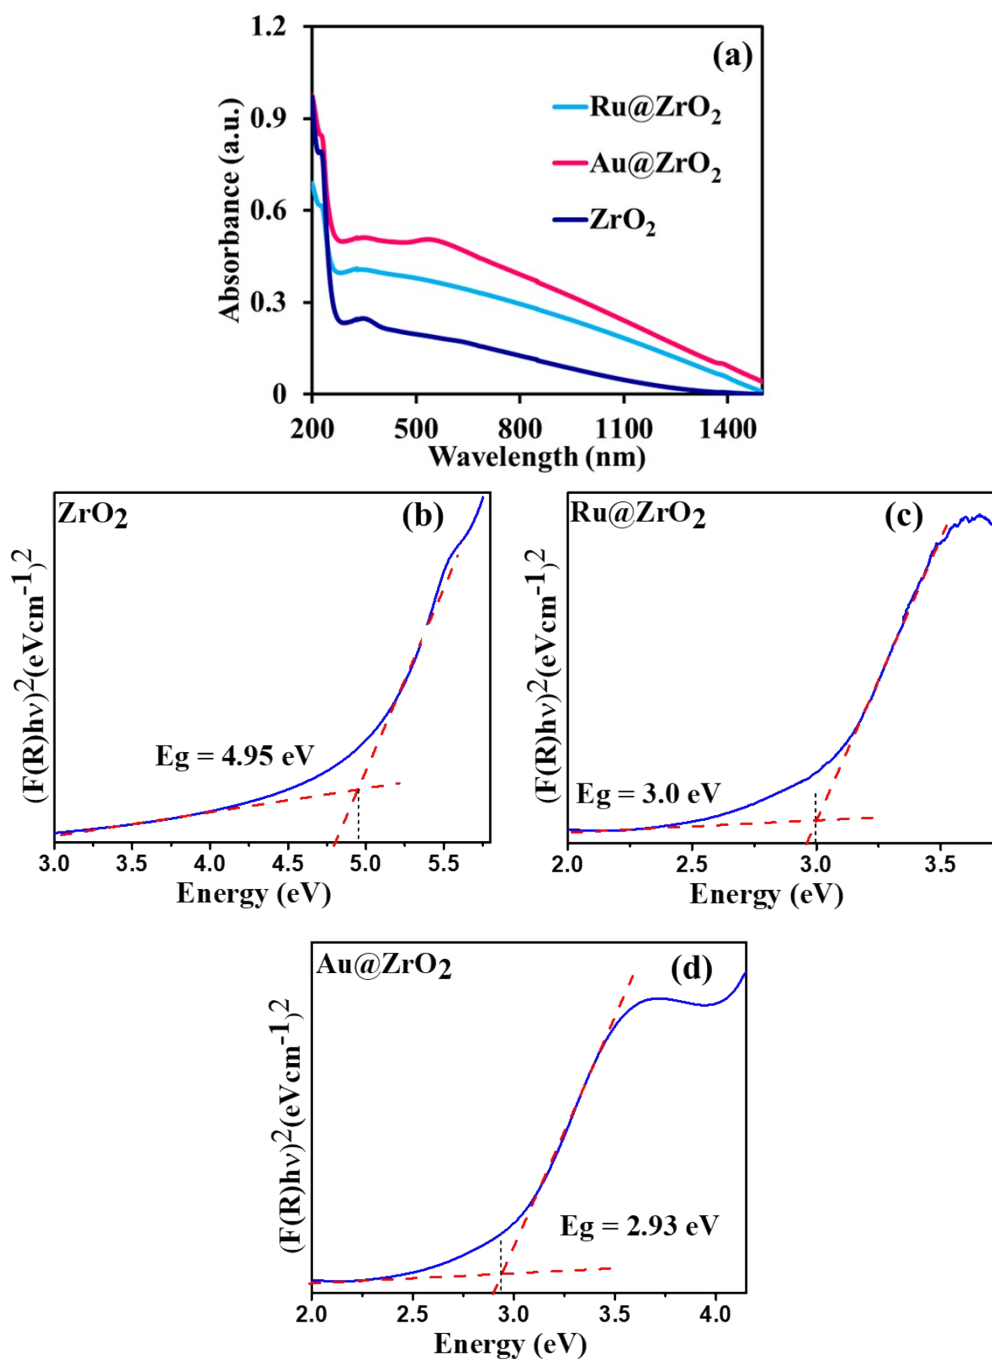 (a)
1.2
0.9
0.6
0.3
0
Absorbance (a.u.)
Ru@ZrO₂
Au@ZrO₂
ZrO₂
200 500 800 1100 1400
Wavelength (nm)
ZrO₂ (b)
(F(R)hν)²(eVcm⁻¹)²
Eg = 4.95 eV
3.0 3.5 4.0 4.5 5.0 5.5
Energy (eV)
Ru@ZrO₂ (c)
(F(R)hν)²(eVcm⁻¹)²
Eg = 3.0 eV
2.0 2.5 3.0 3.5
Energy (eV)
Au@ZrO₂ (d)
(F(R)hν)²(eVcm⁻¹)²
Eg = 2.93 eV
2.0 2.5 3.0 3.5 4.0
Energy (eV)